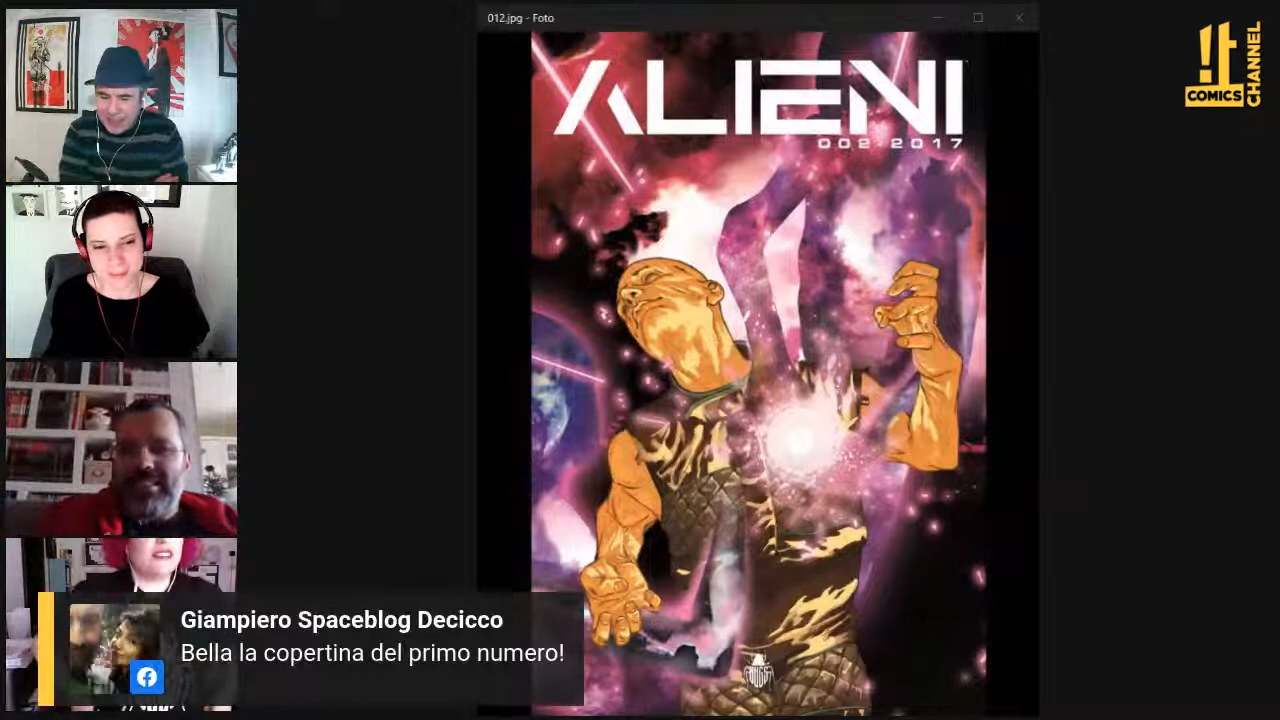 012.jpg - Foto
!t
COMICS
CHANNEL
ALIENI
002 2017
Giampiero Spaceblog Decicco
Bella la copertina del primo numero!